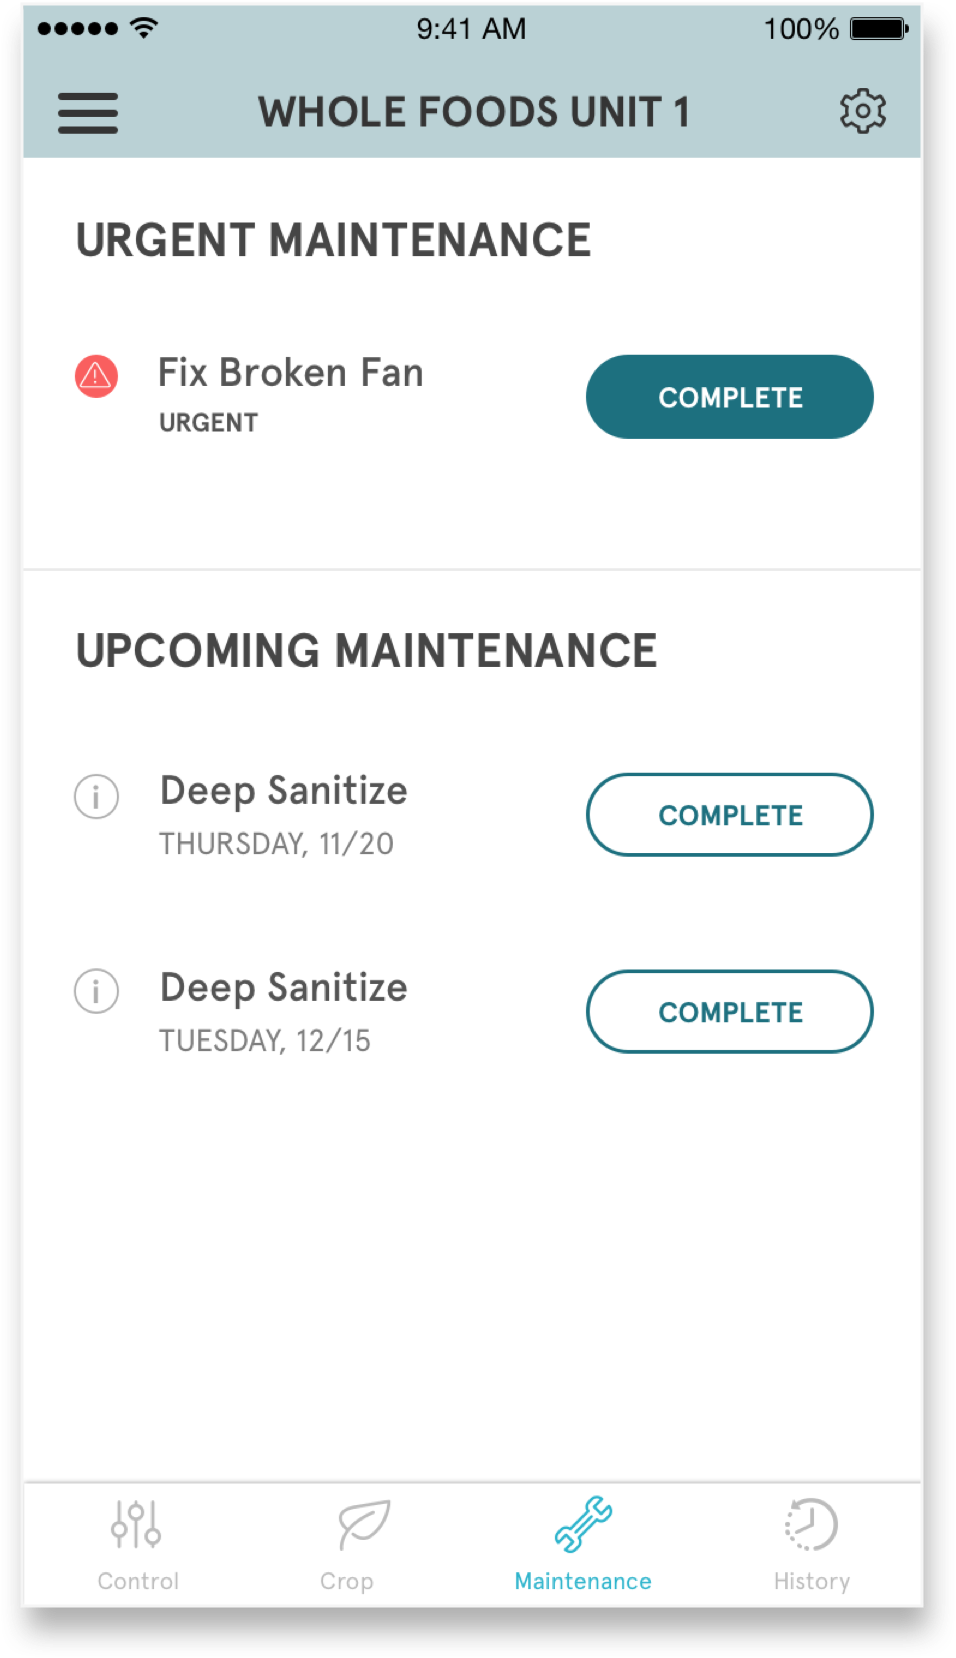 9:41 AM
100%
WHOLE FOODS UNIT 1
URGENT MAINTENANCE
Fix Broken Fan
URGENT
COMPLETE
UPCOMING MAINTENANCE
Deep Sanitize
THURSDAY, 11/20
COMPLETE
Deep Sanitize
TUESDAY, 12/15
COMPLETE
Control
Crop
Maintenance
History